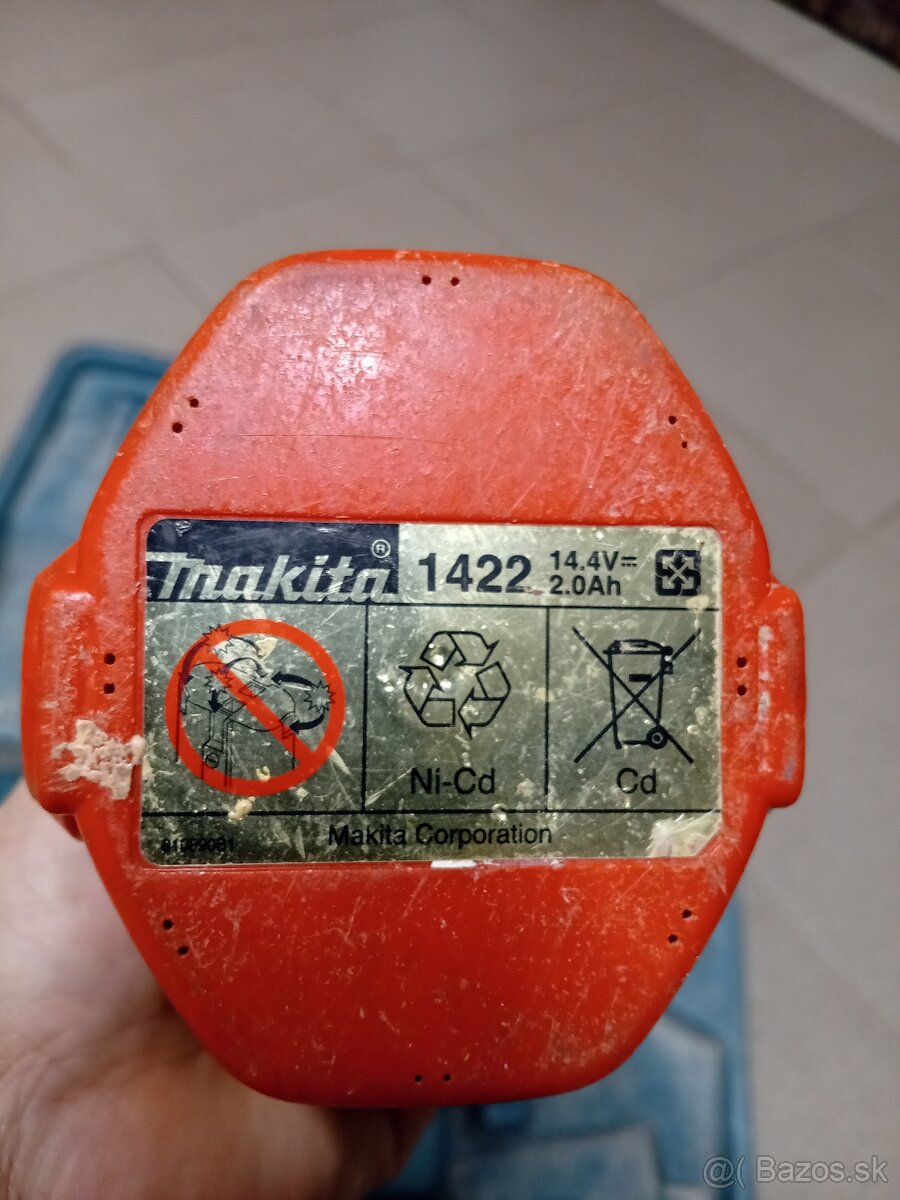 makita® 1422 14.4V
2.0Ah
Ni-Cd
Cd
Makita Corporation
@( Bazos.sk